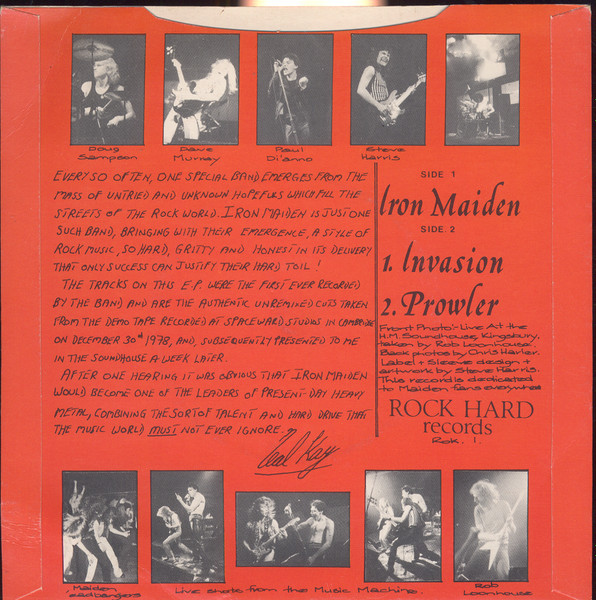 Doug
Sampson
Dave
Murray
Paul
Di'anno
Steve
Harris
EVERY SO OFTEN, ONE SPECIAL BAND EMERGES FROM THE
MASS OF UNTRIED AND UNKNOWN HOPEFULS WHICH FILL THE
STREETS OF THE ROCK WORLD. IRON MAIDEN IS JUST ONE
SUCH BAND, BRINGING WITH THEIR EMERGENCE, A STYLE OF
ROCK MUSIC, SO HARD, GRITTY AND HONEST IN ITS DELIVERY
THAT ONLY SUCCESS CAN JUSTIFY THEIR HARD TOIL!
THE TRACKS ON THIS E.P. WERE THE FIRST EVER RECORDED
BY THE BAND AND ARE THE AUTHENTIC UNREMIXED CUTS TAKEN
FROM THE DEMO TAPE RECORDED AT SPACEWARD STUDIOS IN CAMBRIDGE
ON DECEMBER 30th 1978, AND, SUBSEQUENTLY PRESENTED TO ME
IN THE SOUNDHOUSE A WEEK LATER.
AFTER ONE HEARING IT WAS OBVIOUS THAT IRON MAIDEN
WOULD BECOME ONE OF THE LEADERS OF PRESENT-DAY HEAVY
METAL, COMBINING THE SORT OF TALENT AND HARD DRIVE THAT
THE MUSIC WORLD MUST NOT EVER IGNORE.
Neal Kay
SIDE 1
Iron Maiden
SIDE 2
1. Invasion
2. Prowler
Front Photo:- Live At the
H.M. Soundhouse, Kingsbury,
taken by Rob Loonhouse.
Back photos by Chris
Label + Sleeve design +
artwork by Steve Harris.
This record is dedicated
to Maiden fans everywhere
ROCK HARD
records
Rok. 1.
Maiden
eadbangers
Live shots from the Music Machine.
Rob
Loonhouse